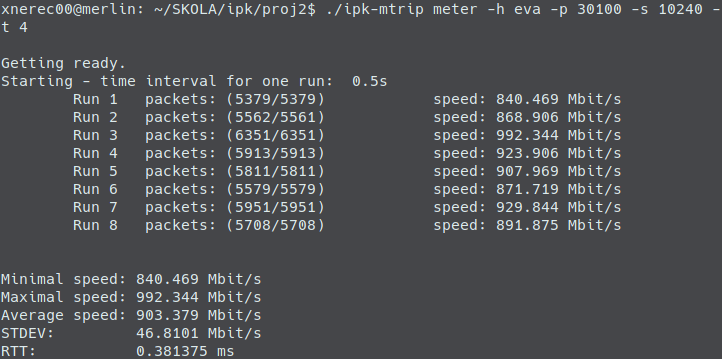 xnerec00@merlin: ~/SKOLA/ipk/proj2$ ./ipk-mtrip meter -h eva -p 30100 -s 10240 -
t 4
Getting ready.
Starting - time interval for one run:  0.5s
Run 1   packets: (5379/5379)            speed: 840.469 Mbit/s
Run 2   packets: (5562/5561)            speed: 868.906 Mbit/s
Run 3   packets: (6351/6351)            speed: 992.344 Mbit/s
Run 4   packets: (5913/5913)            speed: 923.906 Mbit/s
Run 5   packets: (5811/5811)            speed: 907.969 Mbit/s
Run 6   packets: (5579/5579)            speed: 871.719 Mbit/s
Run 7   packets: (5951/5951)            speed: 929.844 Mbit/s
Run 8   packets: (5708/5708)            speed: 891.875 Mbit/s
Minimal speed: 840.469 Mbit/s
Maximal speed: 992.344 Mbit/s
Average speed: 903.379 Mbit/s
STDEV:         46.8101 Mbit/s
RTT:           0.381375 ms